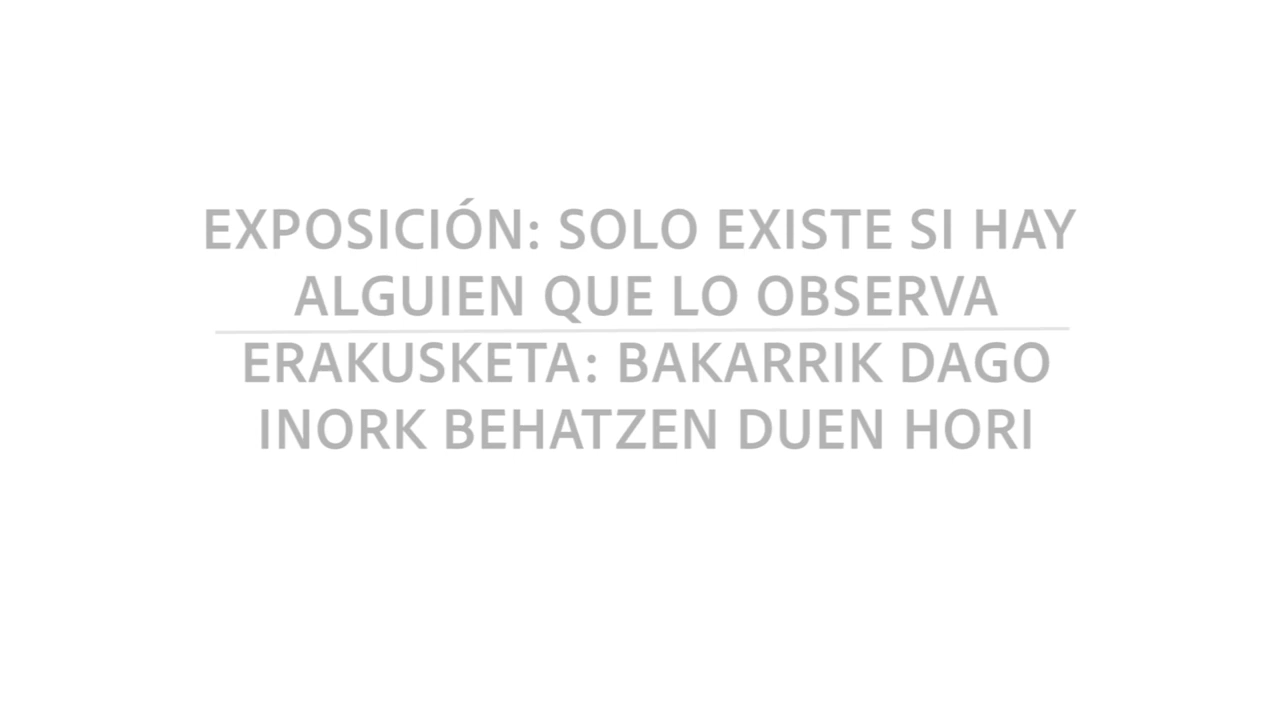 EXPOSICIÓN: SOLO EXISTE SI HAY
ALGUIEN QUE LO OBSERVA
ERAKUSKETA: BAKARRIK DAGO
INORK BEHATZEN DUEN HORI